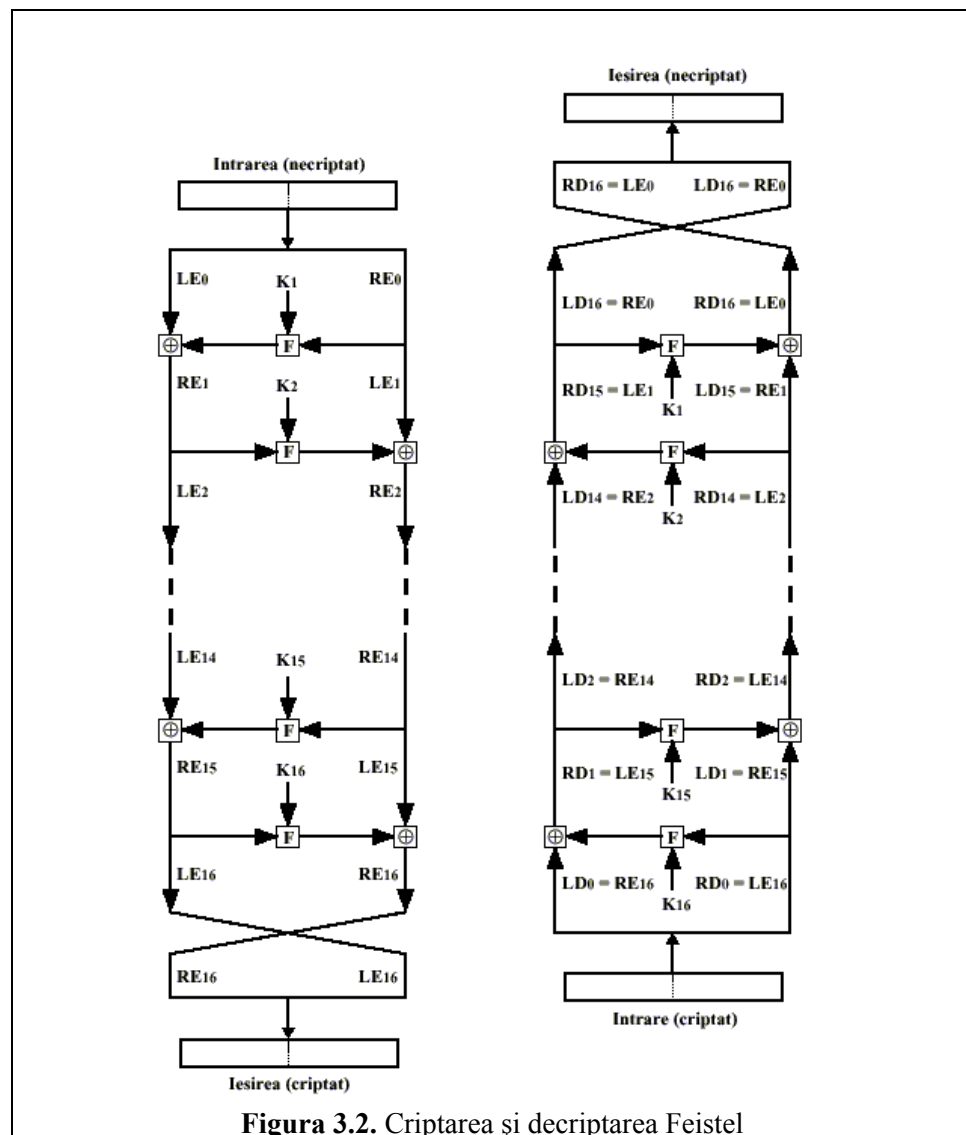 Intrarea (necriptat)
LE0 K1 RE0
F
RE1 K2 LE1
F
LE2 RE2
LE14 K15 RE14
F
RE15 K16 LE15
F
LE16 RE16
RE16 LE16
Iesirea (criptat)
Iesirea (necriptat)
RD16 = LE0 LD16 = RE0
LD16 = RE0 RD16 = LE0
F
RD15 = LE1 K1 LD15 = RE1
F
LD14 = RE2 K2 RD14 = LE2
LD2 = RE14 RD2 = LE14
F
RD1 = LE15 K15 LD1 = RE15
F
LD0 = RE16 K16 RD0 = LE16
Intrare (criptat)
Figura 3.2. Criptarea şi decriptarea Feistel